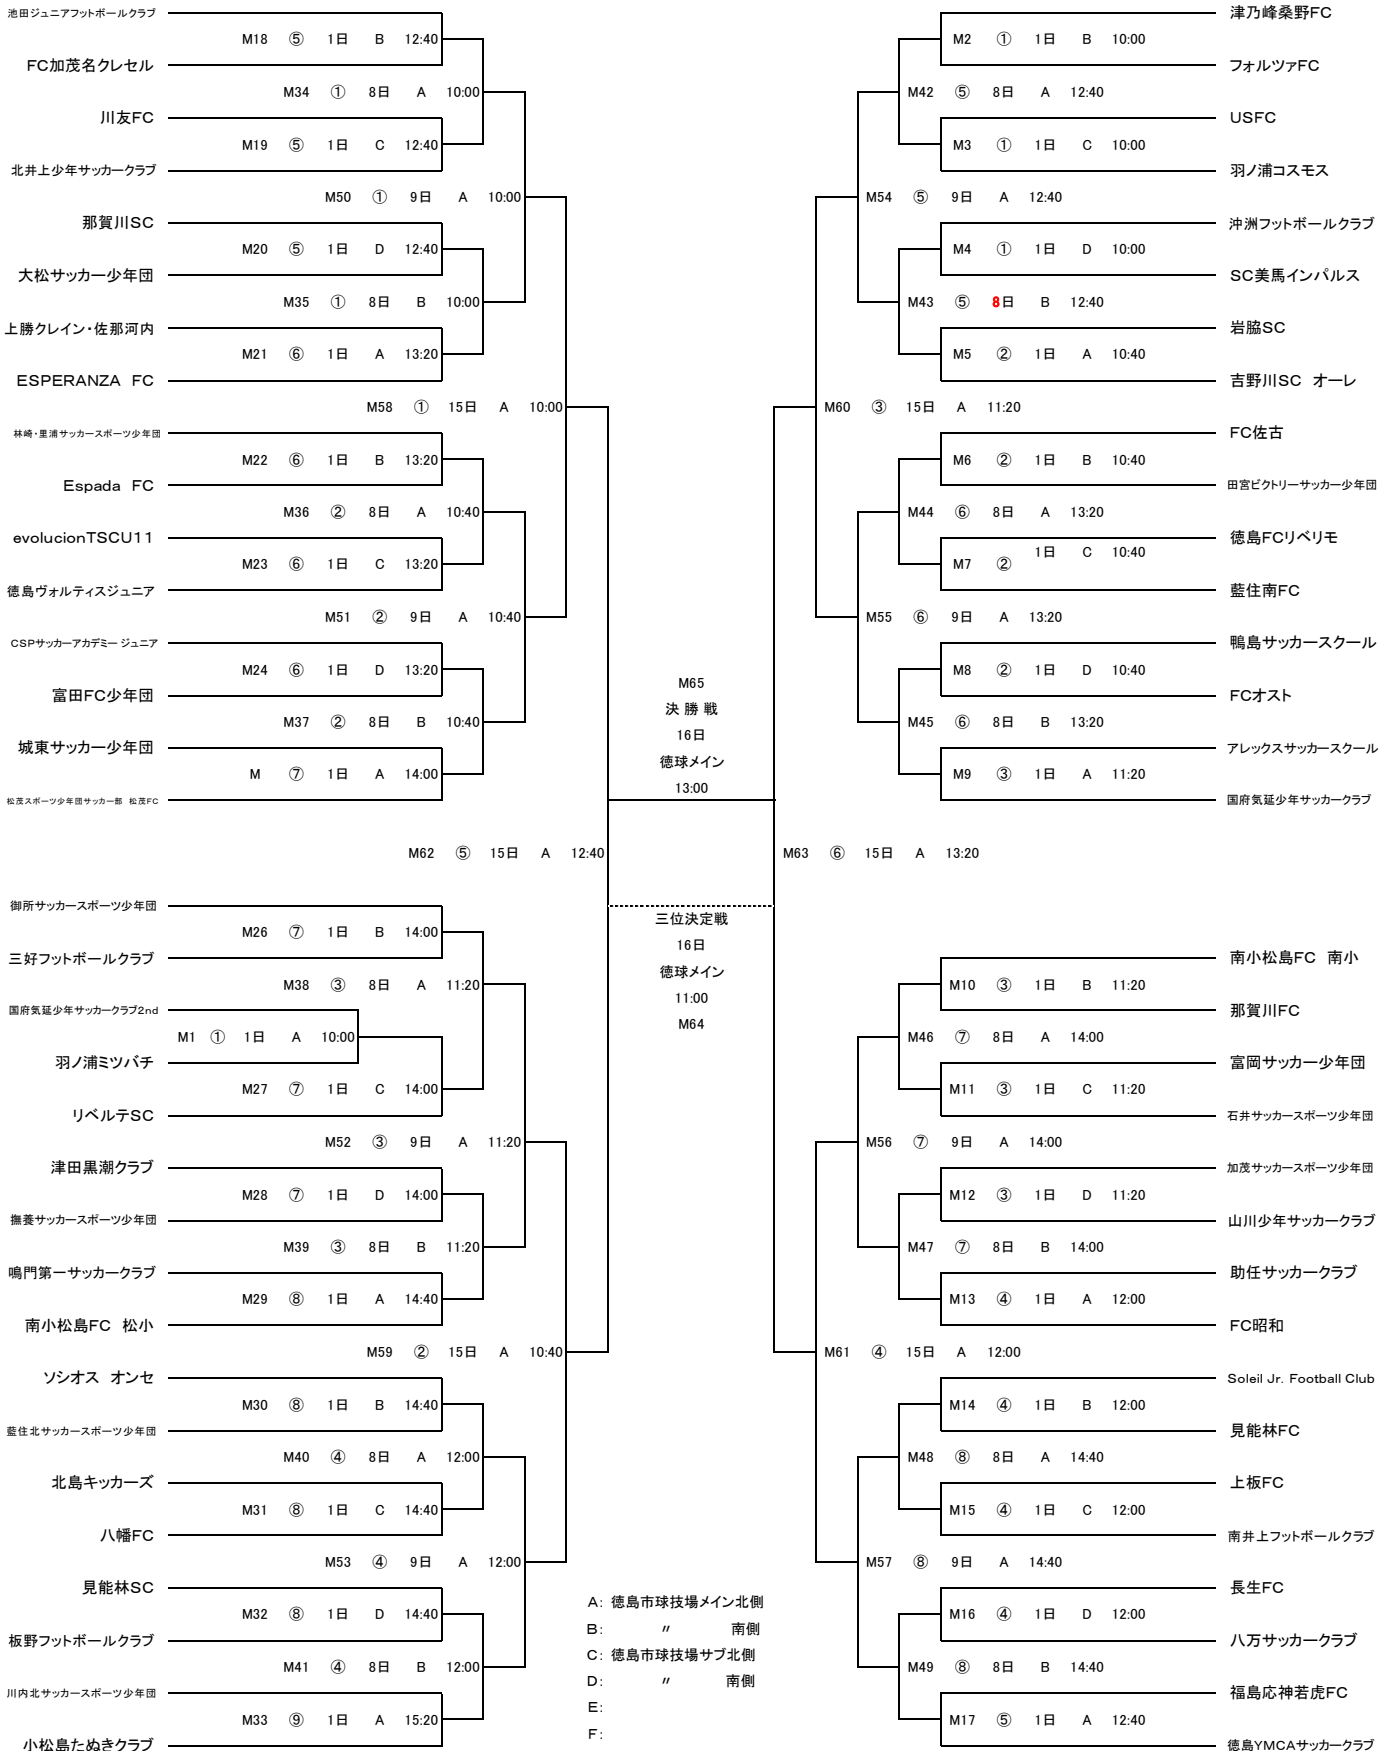 池田ジュニアフットボールクラブ
M18 ⑤ 1日 B 12:40
FC加茂名クレセル
M34 ① 8日 A 10:00
川友FC
M19 ⑤ 1日 C 12:40
北井上少年サッカークラブ
M50 ① 9日 A 10:00
那賀川SC
M20 ⑤ 1日 D 12:40
大松サッカー少年団
M35 ① 8日 B 10:00
上勝クレイン・佐那河内
M21 ⑥ 1日 A 13:20
ESPERANZA FC
M58 ① 15日 A 10:00
林崎・里浦サッカースポーツ少年団
M22 ⑥ 1日 B 13:20
Espada FC
M36 ② 8日 A 10:40
evolucionTSCU11
M23 ⑥ 1日 C 13:20
徳島ヴォルティスジュニア
M51 ② 9日 A 10:40
CSPサッカーアカデミー ジュニア
M24 ⑥ 1日 D 13:20
富田FC少年団
M37 ② 8日 B 10:40
城東サッカー少年団
M ⑦ 1日 A 14:00
松茂スポーツ少年団サッカー部 松茂FC
M62 ⑤ 15日 A 12:40
御所サッカースポーツ少年団
M26 ⑦ 1日 B 14:00
三好フットボールクラブ
M38 ③ 8日 A 11:20
国府気延少年サッカークラブ2nd
M1 ① 1日 A 10:00
羽ノ浦ミツバチ
M27 ⑦ 1日 C 14:00
リベルテSC
M52 ③ 9日 A 11:20
津田黒潮クラブ
M28 ⑦ 1日 D 14:00
撫養サッカースポーツ少年団
M39 ③ 8日 B 11:20
鳴門第一サッカークラブ
M29 ⑧ 1日 A 14:40
南小松島FC 松小
M59 ② 15日 A 10:40
ソシオス オンセ
M30 ⑧ 1日 B 14:40
藍住北サッカースポーツ少年団
M40 ④ 8日 A 12:00
北島キッカーズ
M31 ⑧ 1日 C 14:40
八幡FC
M53 ④ 9日 A 12:00
見能林SC
M32 ⑧ 1日 D 14:40
板野フットボールクラブ
M41 ④ 8日 B 12:00
川内北サッカースポーツ少年団
M33 ⑨ 1日 A 15:20
小松島たぬきクラブ
M65
決 勝 戦
16日
徳球メイン
13:00
三位決定戦
16日
徳球メイン
11:00
M64
A: 徳島市球技場メイン北側
B: 〃 南側
C: 徳島市球技場サブ北側
D: 〃 南側
E:
F:
津乃峰桑野FC
M2 ① 1日 B 10:00
フォルツァFC
M42 ⑤ 8日 A 12:40
USFC
M3 ① 1日 C 10:00
羽ノ浦コスモス
M54 ⑤ 9日 A 12:40
沖洲フットボールクラブ
M4 ① 1日 D 10:00
SC美馬インパルス
M43 ⑤ 8日 B 12:40
岩脇SC
M5 ② 1日 A 10:40
吉野川SC オーレ
M60 ③ 15日 A 11:20
FC佐古
M6 ② 1日 B 10:40
田宮ビクトリーサッカー少年団
M44 ⑥ 8日 A 13:20
徳島FCリベリモ
M7 ② 1日 C 10:40
藍住南FC
M55 ⑥ 9日 A 13:20
鴨島サッカースクール
M8 ② 1日 D 10:40
FCオスト
M45 ⑥ 8日 B 13:20
アレックスサッカースクール
M9 ③ 1日 A 11:20
国府気延少年サッカークラブ
M63 ⑥ 15日 A 13:20
南小松島FC 南小
M10 ③ 1日 B 11:20
那賀川FC
M46 ⑦ 8日 A 14:00
富岡サッカー少年団
M11 ③ 1日 C 11:20
石井サッカースポーツ少年団
M56 ⑦ 9日 A 14:00
加茂サッカースポーツ少年団
M12 ③ 1日 D 11:20
山川少年サッカークラブ
M47 ⑦ 8日 B 14:00
助任サッカークラブ
M13 ④ 1日 A 12:00
FC昭和
M61 ④ 15日 A 12:00
Soleil Jr. Football Club
M14 ④ 1日 B 12:00
見能林FC
M48 ⑧ 8日 A 14:40
上板FC
M15 ④ 1日 C 12:00
南井上フットボールクラブ
M57 ⑧ 9日 A 14:40
長生FC
M16 ④ 1日 D 12:00
八万サッカークラブ
M49 ⑧ 8日 B 14:40
福島応神若虎FC
M17 ⑤ 1日 A 12:40
徳島YMCAサッカークラブ